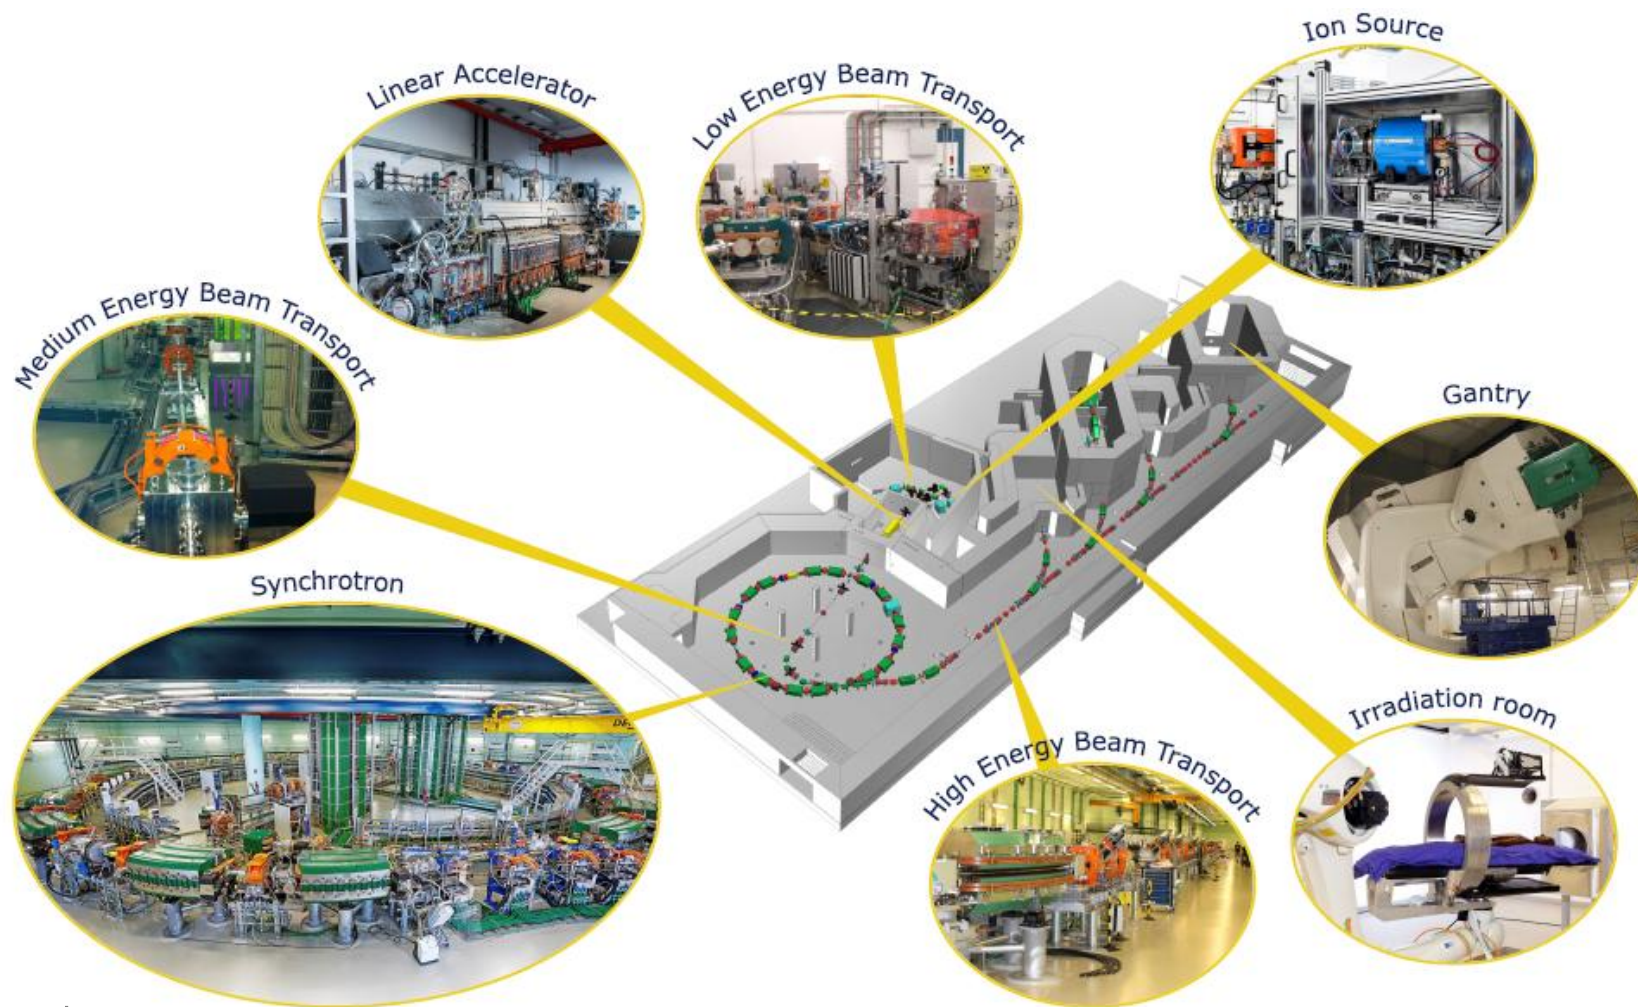 Ion Source
Linear Accelerator
Low Energy Beam Transport
Medium Energy Beam Transport
Gantry
Synchrotron
Irradiation room
High Energy Beam Transport